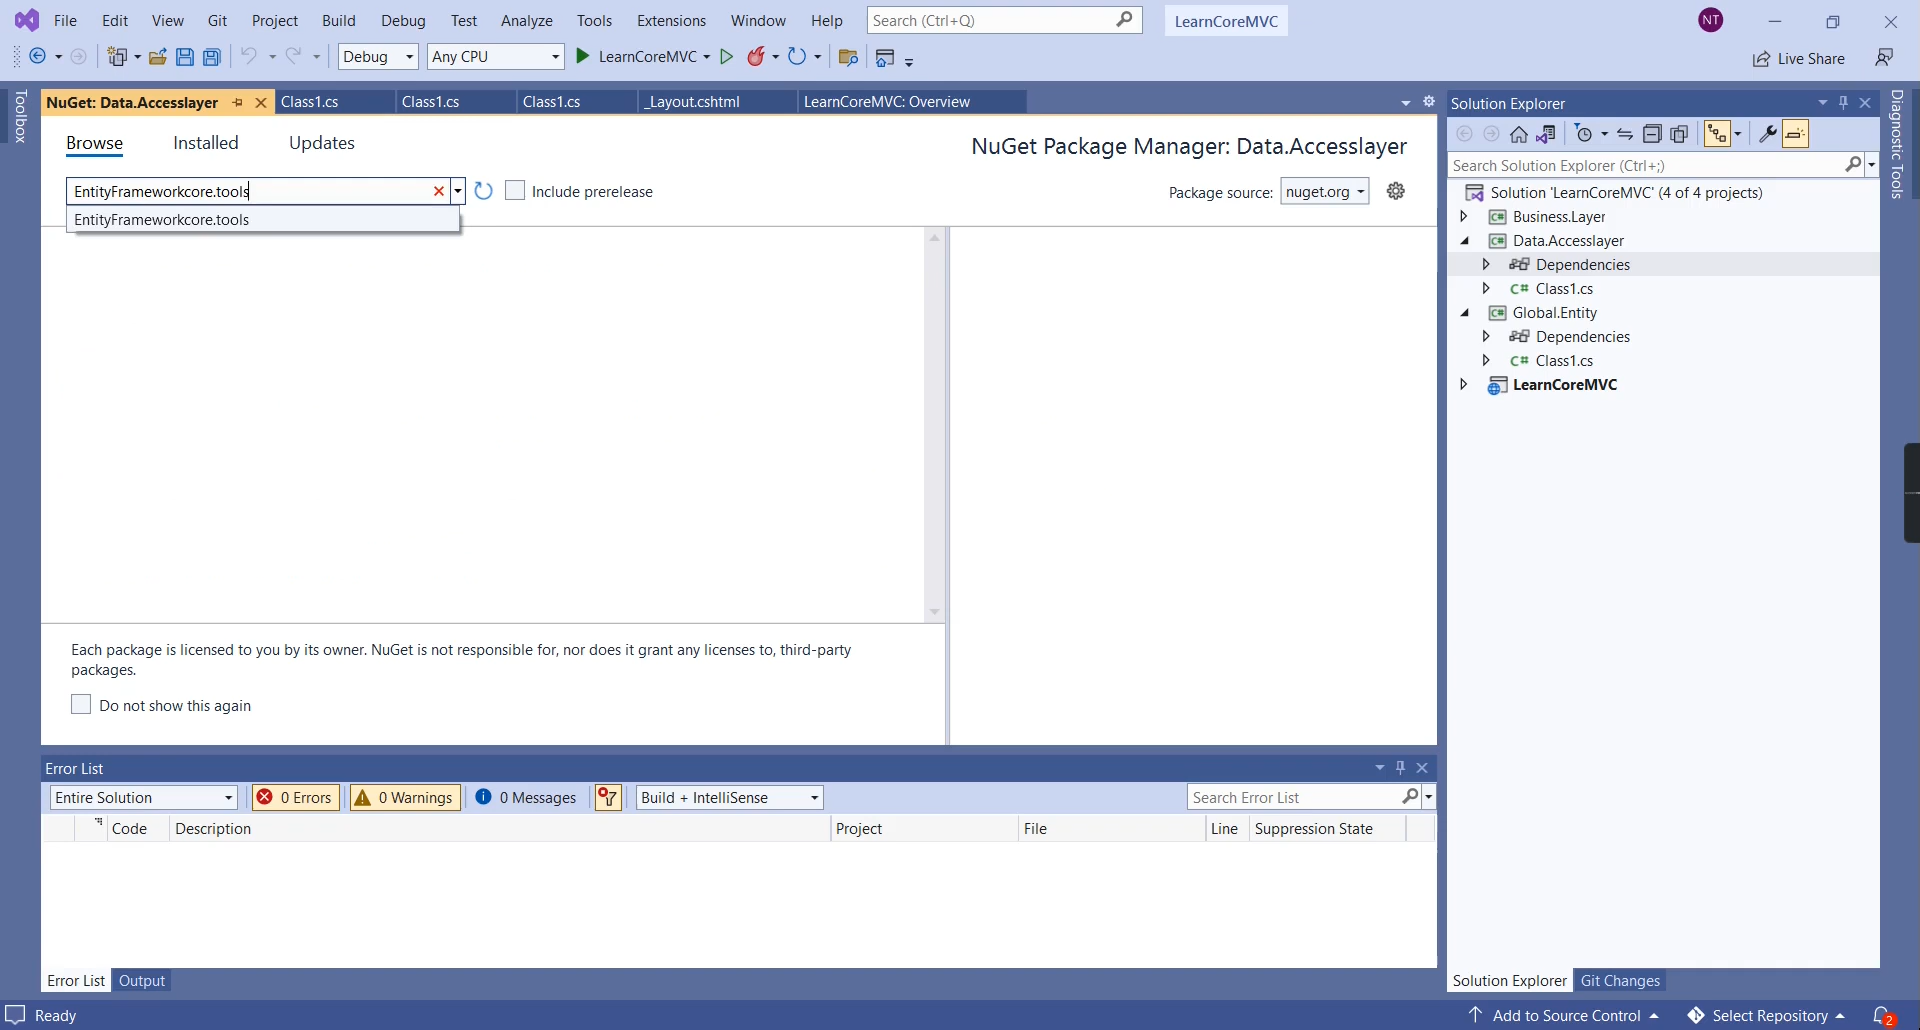 File Edit View Git Project Build Debug Test Analyze Tools Extensions Window Help Search (Ctrl+Q) LearnCoreMVC NT
Debug Any CPU LearnCoreMVC Live Share
Toolbox
NuGet: Data.Accesslayer Class1.cs Class1.cs Class1.cs _Layout.cshtml LearnCoreMVC: Overview
Browse Installed Updates
NuGet Package Manager: Data.Accesslayer
EntityFrameworkcore.tools
Include prerelease
Package source: nuget.org
EntityFrameworkcore.tools
Each package is licensed to you by its owner. NuGet is not responsible for, nor does it grant any licenses to, third-party
packages.
Do not show this again
Error List
Entire Solution 0 Errors 0 Warnings 0 Messages Build + IntelliSense Search Error List
Code Description Project File Line Suppression State
Error List Output
Solution Explorer
Search Solution Explorer (Ctrl+;)
Solution 'LearnCoreMVC' (4 of 4 projects)
C# Business.Layer
C# Data.Accesslayer
Dependencies
C# Class1.cs
C# Global.Entity
Dependencies
C# Class1.cs
LearnCoreMVC
Solution Explorer Git Changes
Diagnostic Tools
Ready Add to Source Control Select Repository 2